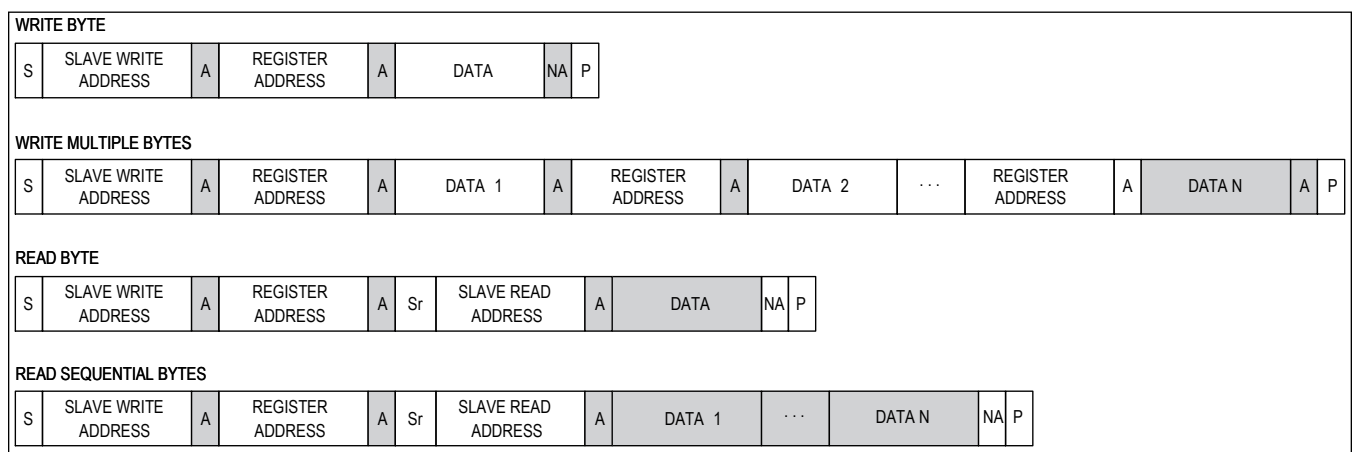 WRITE BYTE
S SLAVE WRITE ADDRESS A REGISTER ADDRESS A DATA NA P
WRITE MULTIPLE BYTES
S SLAVE WRITE ADDRESS A REGISTER ADDRESS A DATA 1 A REGISTER ADDRESS A DATA 2 ... REGISTER ADDRESS A DATA N A P
READ BYTE
S SLAVE WRITE ADDRESS A REGISTER ADDRESS A Sr SLAVE READ ADDRESS A DATA NA P
READ SEQUENTIAL BYTES
S SLAVE WRITE ADDRESS A REGISTER ADDRESS A Sr SLAVE READ ADDRESS A DATA 1 ... DATA N NA P